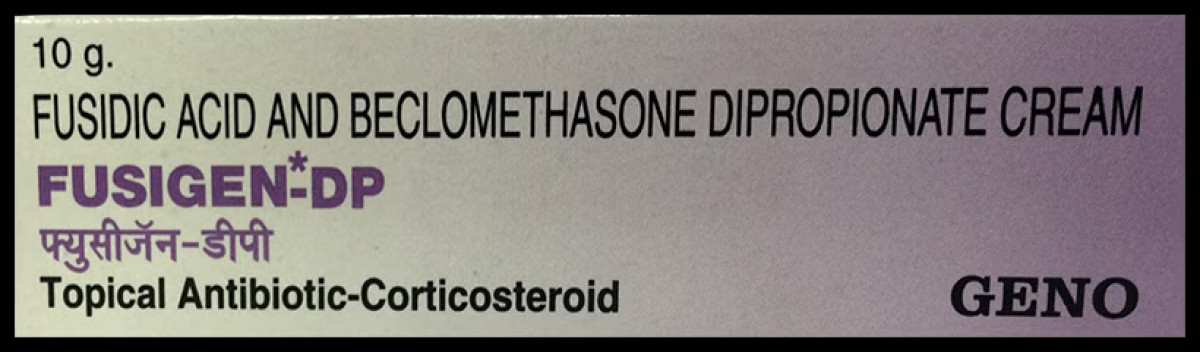 10 g.
FUSIDIC ACID AND BECLOMETHASONE DIPROPIONATE CREAM
FUSIGEN*-DP
फ्युसीजॅन-डीपी
Topical Antibiotic-Corticosteroid
GENO